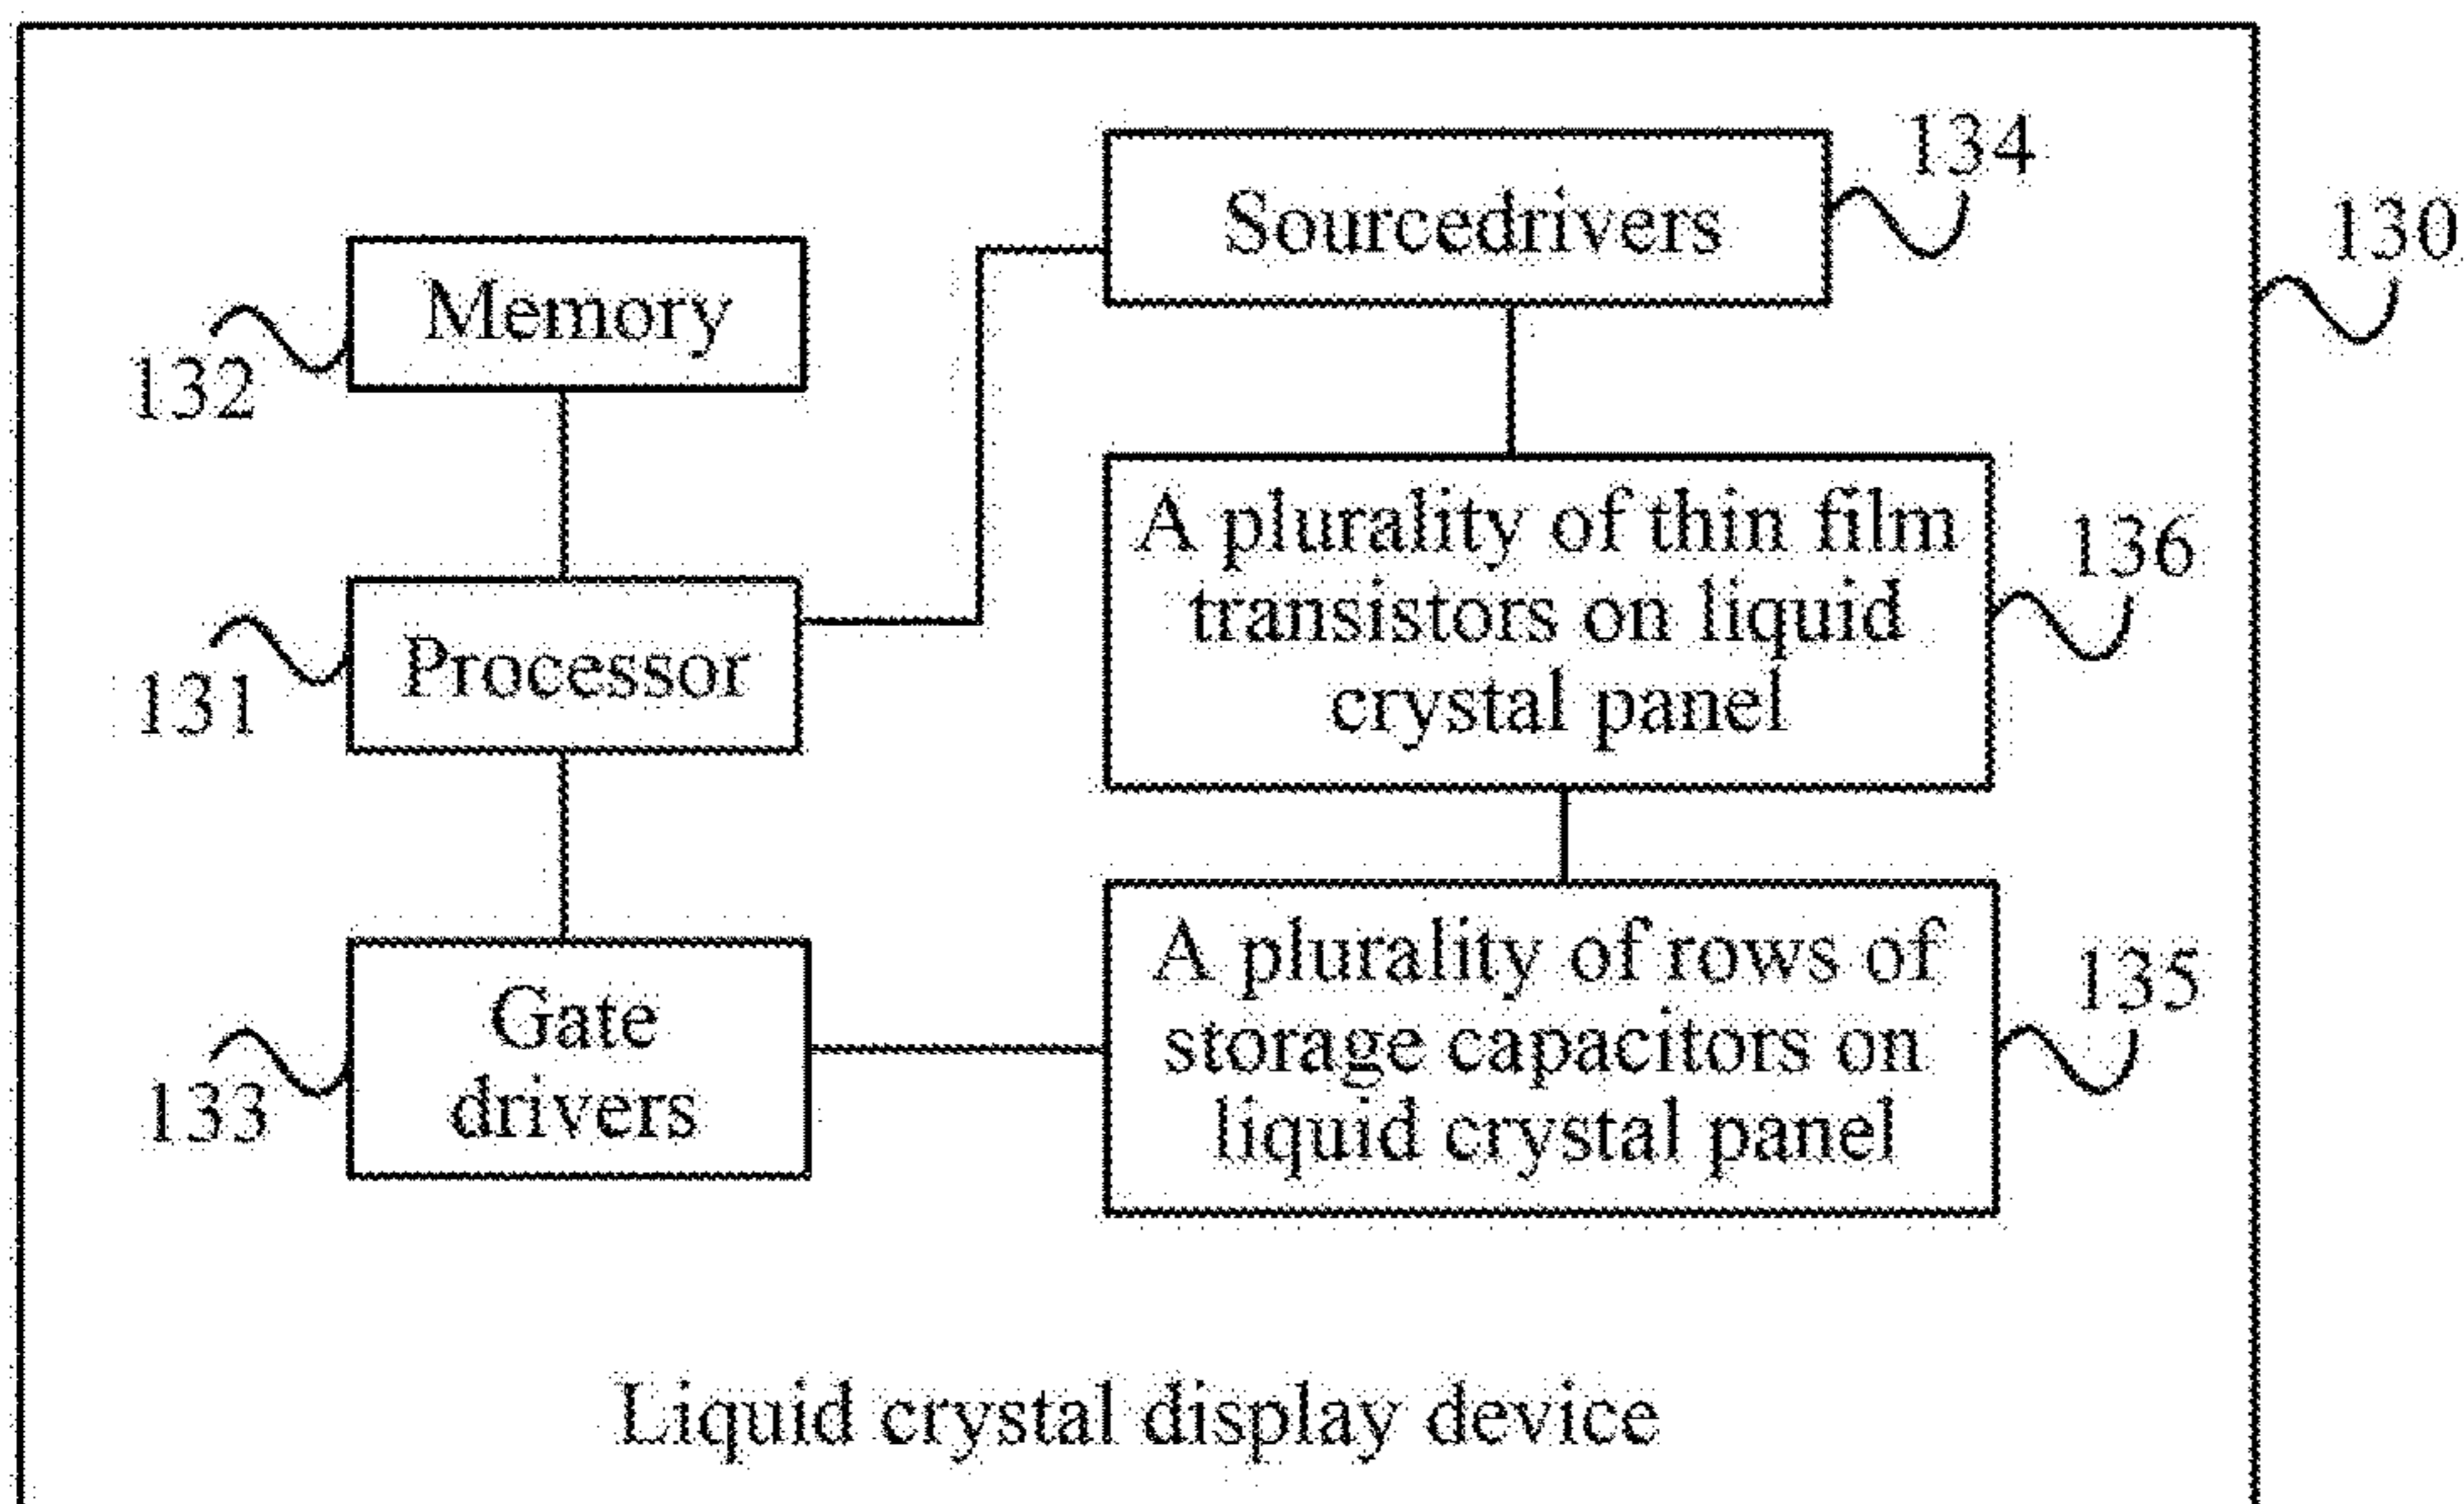 134
Sourcedrivers
130
Memory
132
A plurality of thin film
transistors on liquid
crystal panel
136
Processor
131
A plurality of rows of
storage capacitors on
liquid crystal panel
135
Gate
drivers
133
Liquid crystal display device